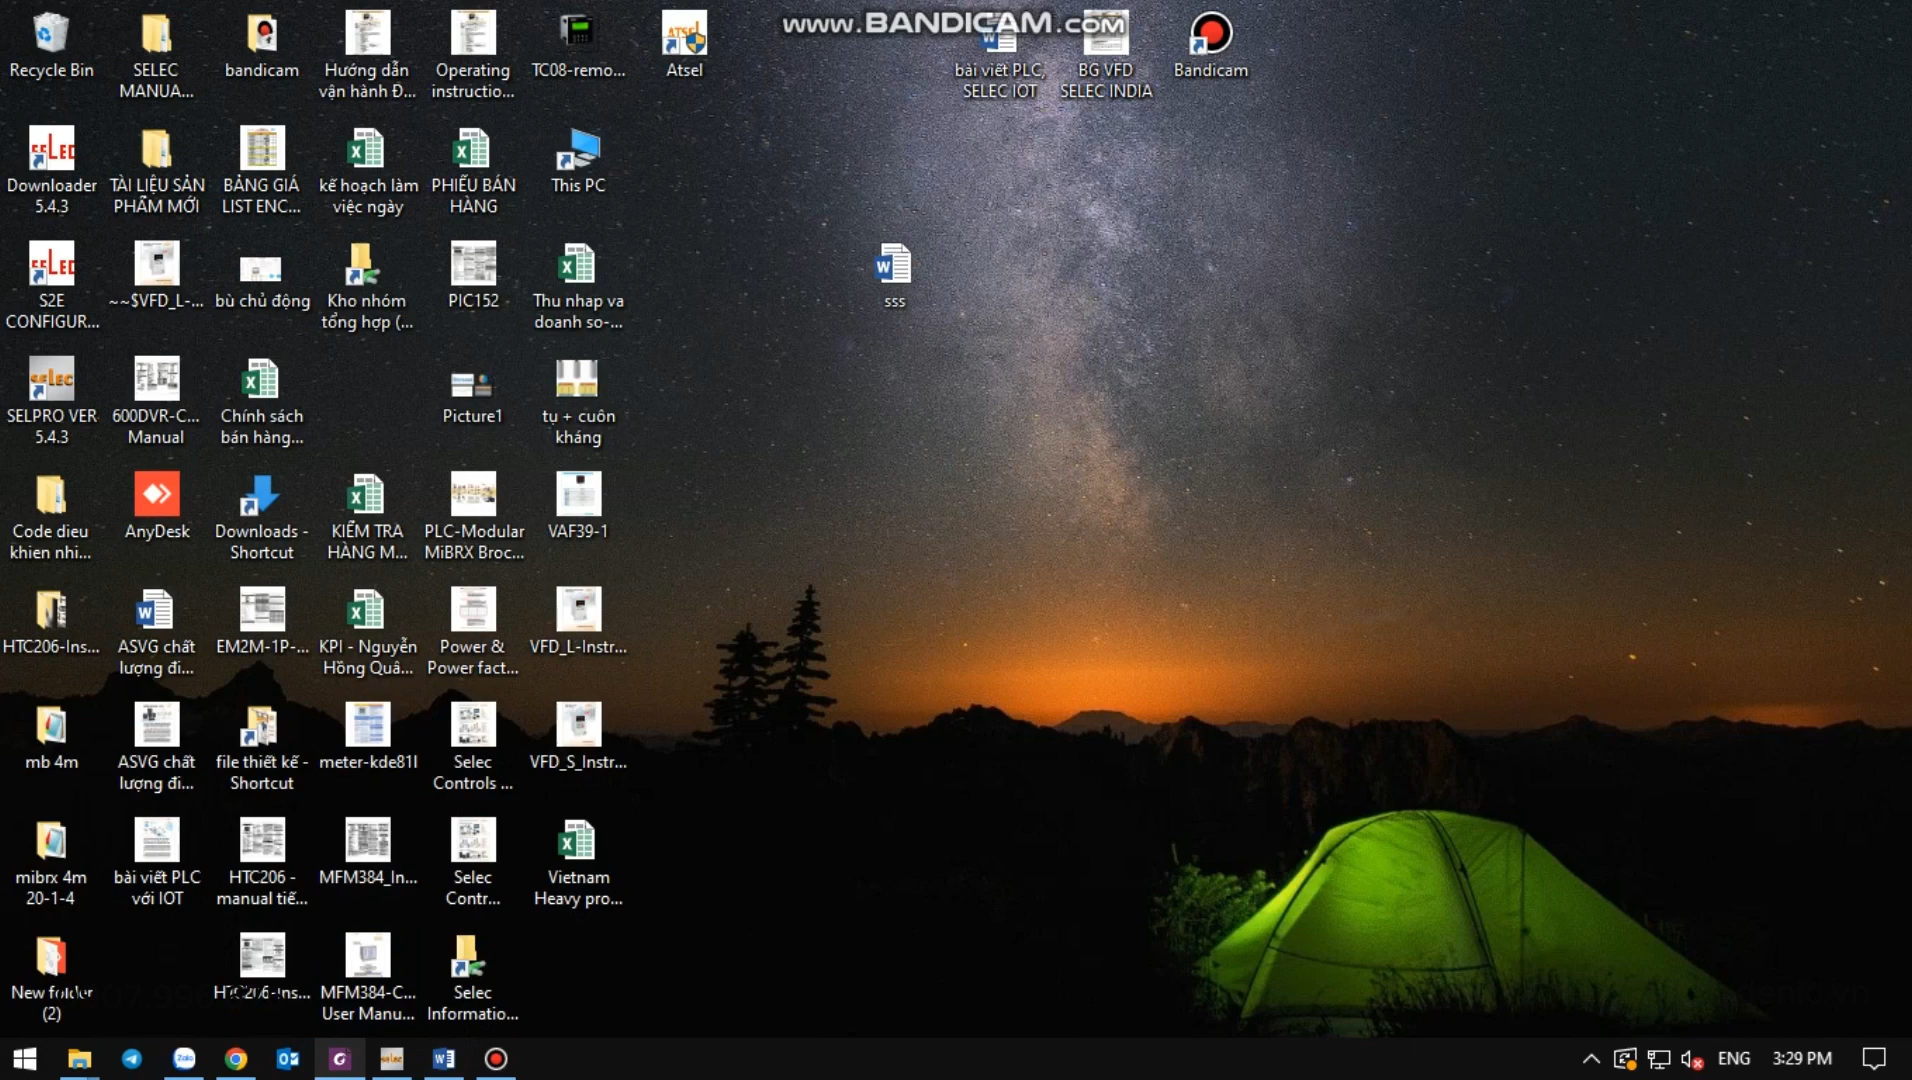 www.BANDICAM.com
Recycle Bin
SELEC
MANUA...
bandicam
Hướng dẫn
vận hành Đ...
Operating
instructio...
TC08-remo...
Atsel
bài viết PLC,
SELEC IOT
BG VFD
SELEC INDIA
Bandicam
Downloader
5.4.3
TÀI LIỆU SẢN
PHẨM MỚI
BẢNG GIÁ
LIST ENC...
kế hoạch làm
việc ngày
PHIẾU BÁN
HÀNG
This PC
S2E
CONFIGUR...
~~$VFD_L-...
bù chủ động
Kho nhóm
tổng hợp (...
PIC152
Thu nhap va
doanh so-...
sss
SELPRO VER
5.4.3
600DVR-C...
Manual
Chính sách
bán hàng...
Picture1
tụ + cuôn
kháng
Code dieu
khien nhi...
AnyDesk
Downloads -
Shortcut
KIỂM TRA
HÀNG M...
PLC-Modular
MiBRX Broc...
VAF39-1
HTC206-Ins...
ASVG chất
lượng đi...
EM2M-1P-...
KPI - Nguyễn
Hồng Quâ...
Power &
Power fact...
VFD_L-Instr...
mb 4m
ASVG chất
lượng đi...
file thiết kế -
Shortcut
meter-kde81l
Selec
Controls ...
VFD_S_Instr...
mibrx 4m
20-1-4
bài viết PLC
với IOT
HTC206 -
manual tiế...
MFM384_In...
Selec
Contr...
Vietnam
Heavy pro...
New folder
(2)
HTC206-Ins...
MFM384-C...
User Manu...
Selec
Informatio...
ENG
3:29 PM